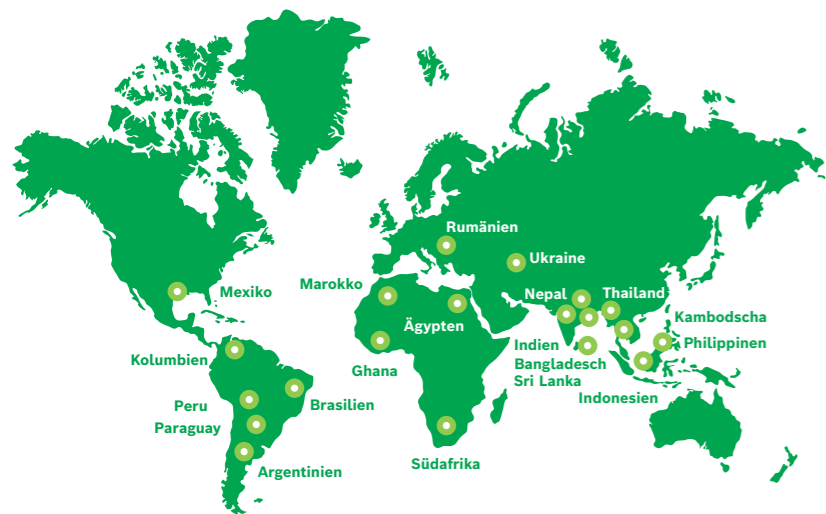 Rumänien
Ukraine
Mexiko
Marokko
Nepal
Thailand
Kambodscha
Ägypten
Kolumbien
Ghana
Indien
Philippinen
Bangladesch
Sri Lanka
Peru
Brasilien
Indonesien
Paraguay
Südafrika
Argentinien